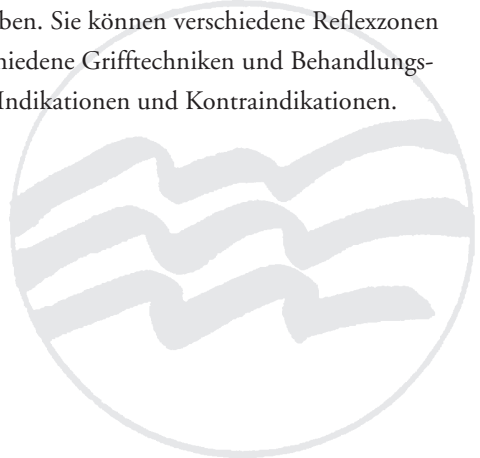 ben. Sie können verschiedene Reflexzonen
hiedene Grifftechniken und Behandlungs-
Indikationen und Kontraindikationen.